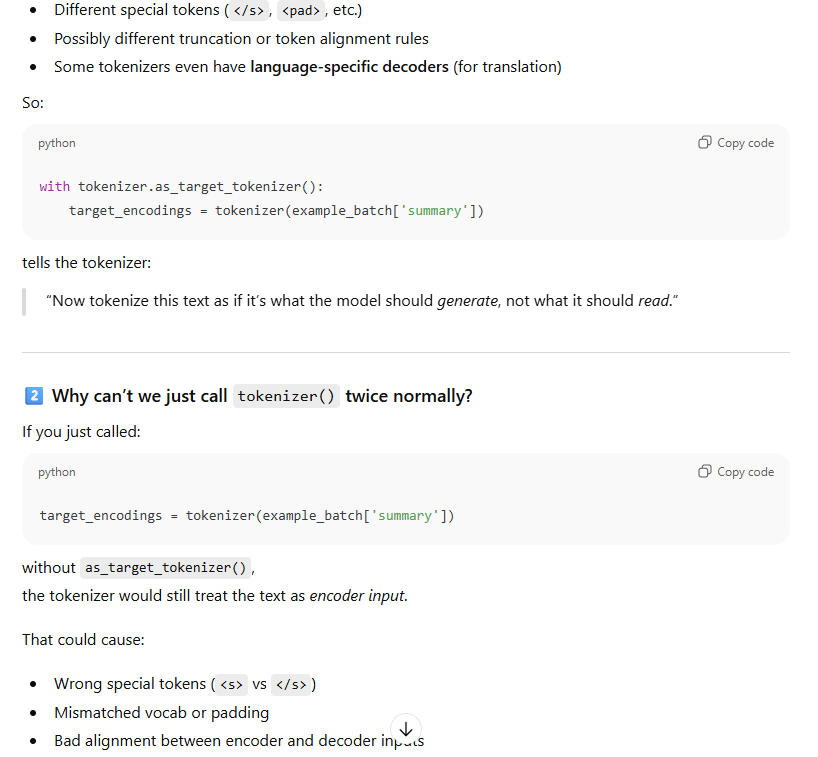 Different special tokens (</s>, <pad>, etc.)
Possibly different truncation or token alignment rules
Some tokenizers even have language-specific decoders (for translation)
So:
python
Copy code
with tokenizer.as_target_tokenizer():
    target_encodings = tokenizer(example_batch['summary'])
tells the tokenizer:
“Now tokenize this text as if it’s what the model should generate, not what it should read.”
2 Why can’t we just call tokenizer() twice normally?
If you just called:
python
Copy code
target_encodings = tokenizer(example_batch['summary'])
without as_target_tokenizer(),
the tokenizer would still treat the text as encoder input.
That could cause:
Wrong special tokens (<s> vs </s>)
Mismatched vocab or padding
Bad alignment between encoder and decoder inputs